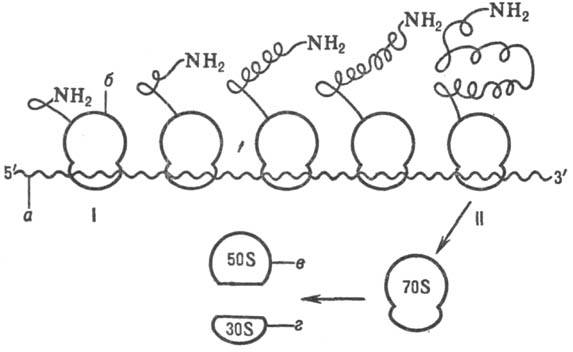 NH₂ б NH₂ NH₂ NH₂ NH₂
5′ 3′
а I II
50S в
70S
30S г